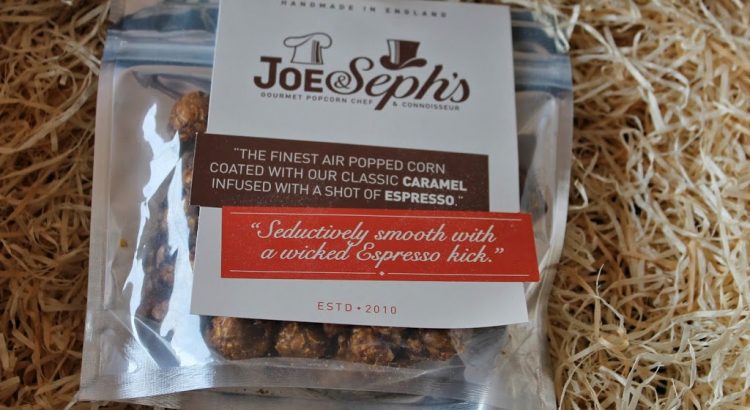 HANDMADE IN ENGLAND
JOE & Seph's
GOURMET POPCORN CHEF & CONNOISSEUR
"THE FINEST AIR POPPED CORN
COATED WITH OUR CLASSIC CARAMEL
INFUSED WITH A SHOT OF ESPRESSO."
"Seductively smooth with
a wicked Espresso kick."
ESTD • 2010